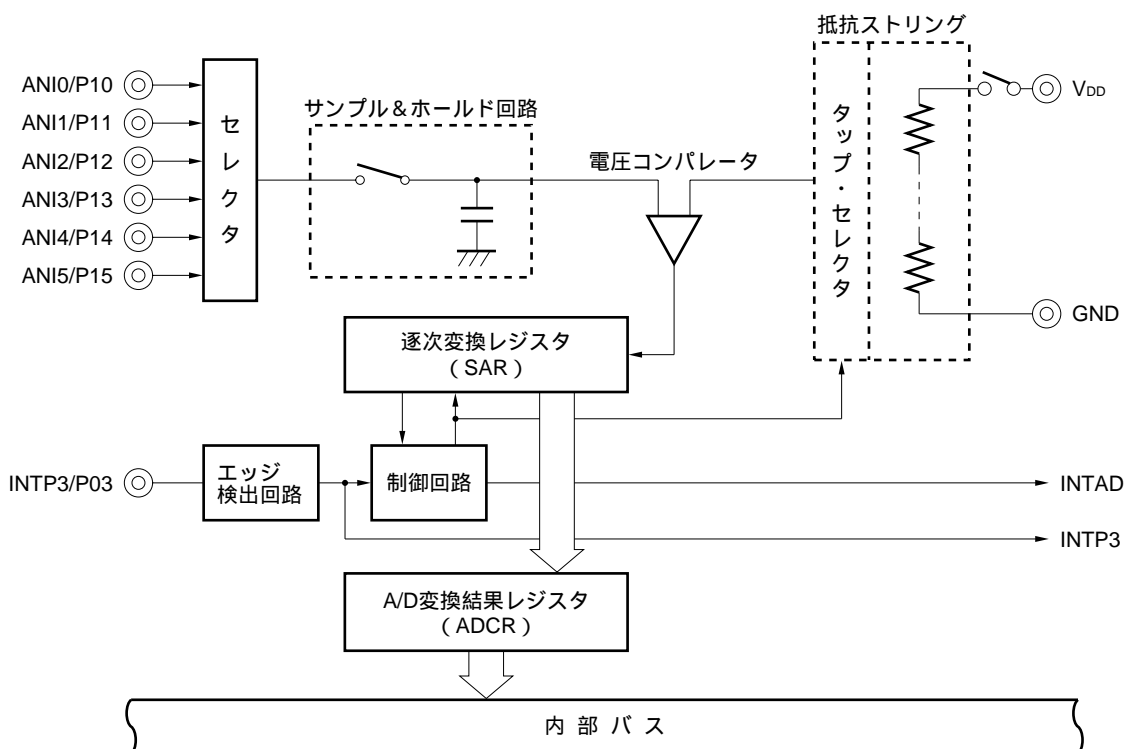 抵抗ストリング
ANI0/P10
ANI1/P11
ANI2/P12
ANI3/P13
ANI4/P14
ANI5/P15
セレクタ
サンプル＆ホールド回路
電圧コンパレータ
タップ・セレクタ
VDD
GND
逐次変換レジスタ
（SAR）
INTP3/P03
エッジ
検出回路
制御回路
INTAD
INTP3
A/D変換結果レジスタ
（ADCR）
内部バス